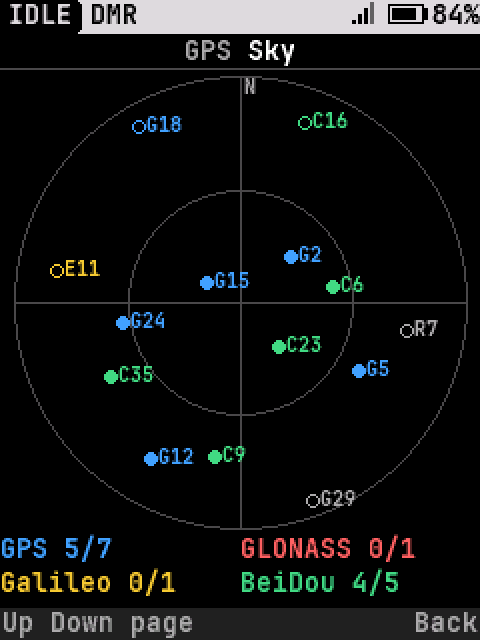 IDLE DMR 84%
GPS Sky
N
G18 C16
G2
E11
G15 C6
G24 R7
C23
C35 G5
G12 C9
G29
GPS 5/7 GLONASS 0/1
Galileo 0/1 BeiDou 4/5
Up Down page Back